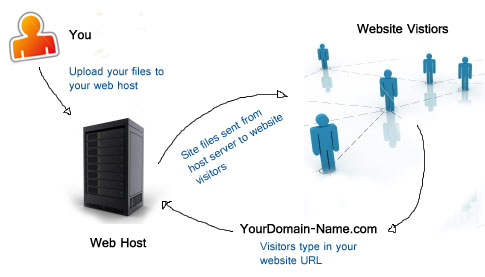 You
Upload your files to
your web host
Website Vistiors
Site files sent from
host server to website
visitors
Web Host
YourDomain-Name.com
Visitors type in your
website URL